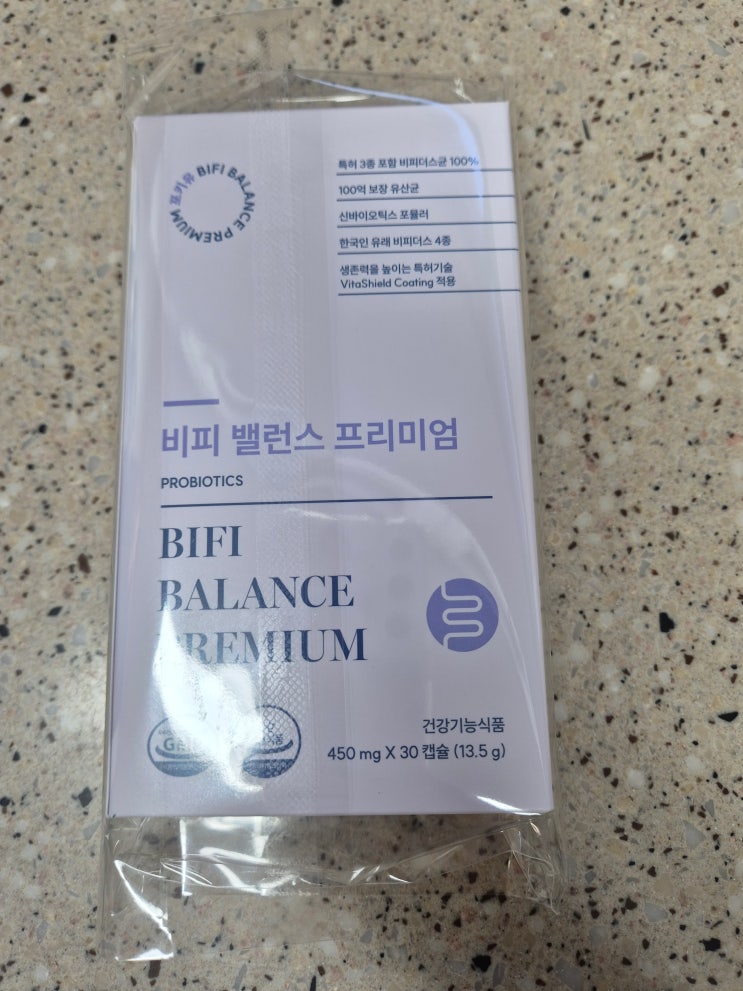 포키유 BIFI BALANCE PREMIUM
특허 3종 포함 비피더스균 100%
100억 보장 유산균
신바이오틱스 포뮬러
한국인 유래 비피더스 4종
생존력을 높이는 특허기술
VitaShield Coating 적용
비피 밸런스 프리미엄
PROBIOTICS
BIFI
BALANCE
PREMIUM
건강기능식품
450 mg X 30 캡슐 (13.5 g)